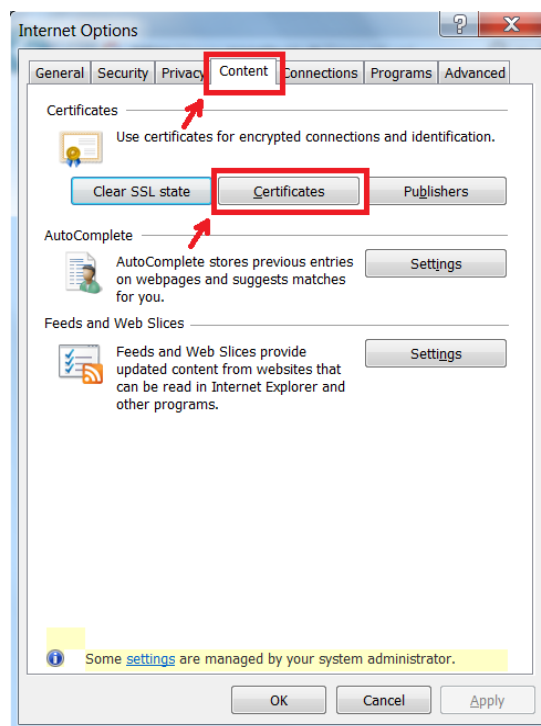 Internet Options
General Security Privacy Content Connections Programs Advanced
Certificates
Use certificates for encrypted connections and identification.
Clear SSL state Certificates Publishers
AutoComplete
AutoComplete stores previous entries
on webpages and suggests matches
for you.
Settings
Feeds and Web Slices
Feeds and Web Slices provide
updated content from websites that
can be read in Internet Explorer and
other programs.
Settings
Some settings are managed by your system administrator.
OK Cancel Apply